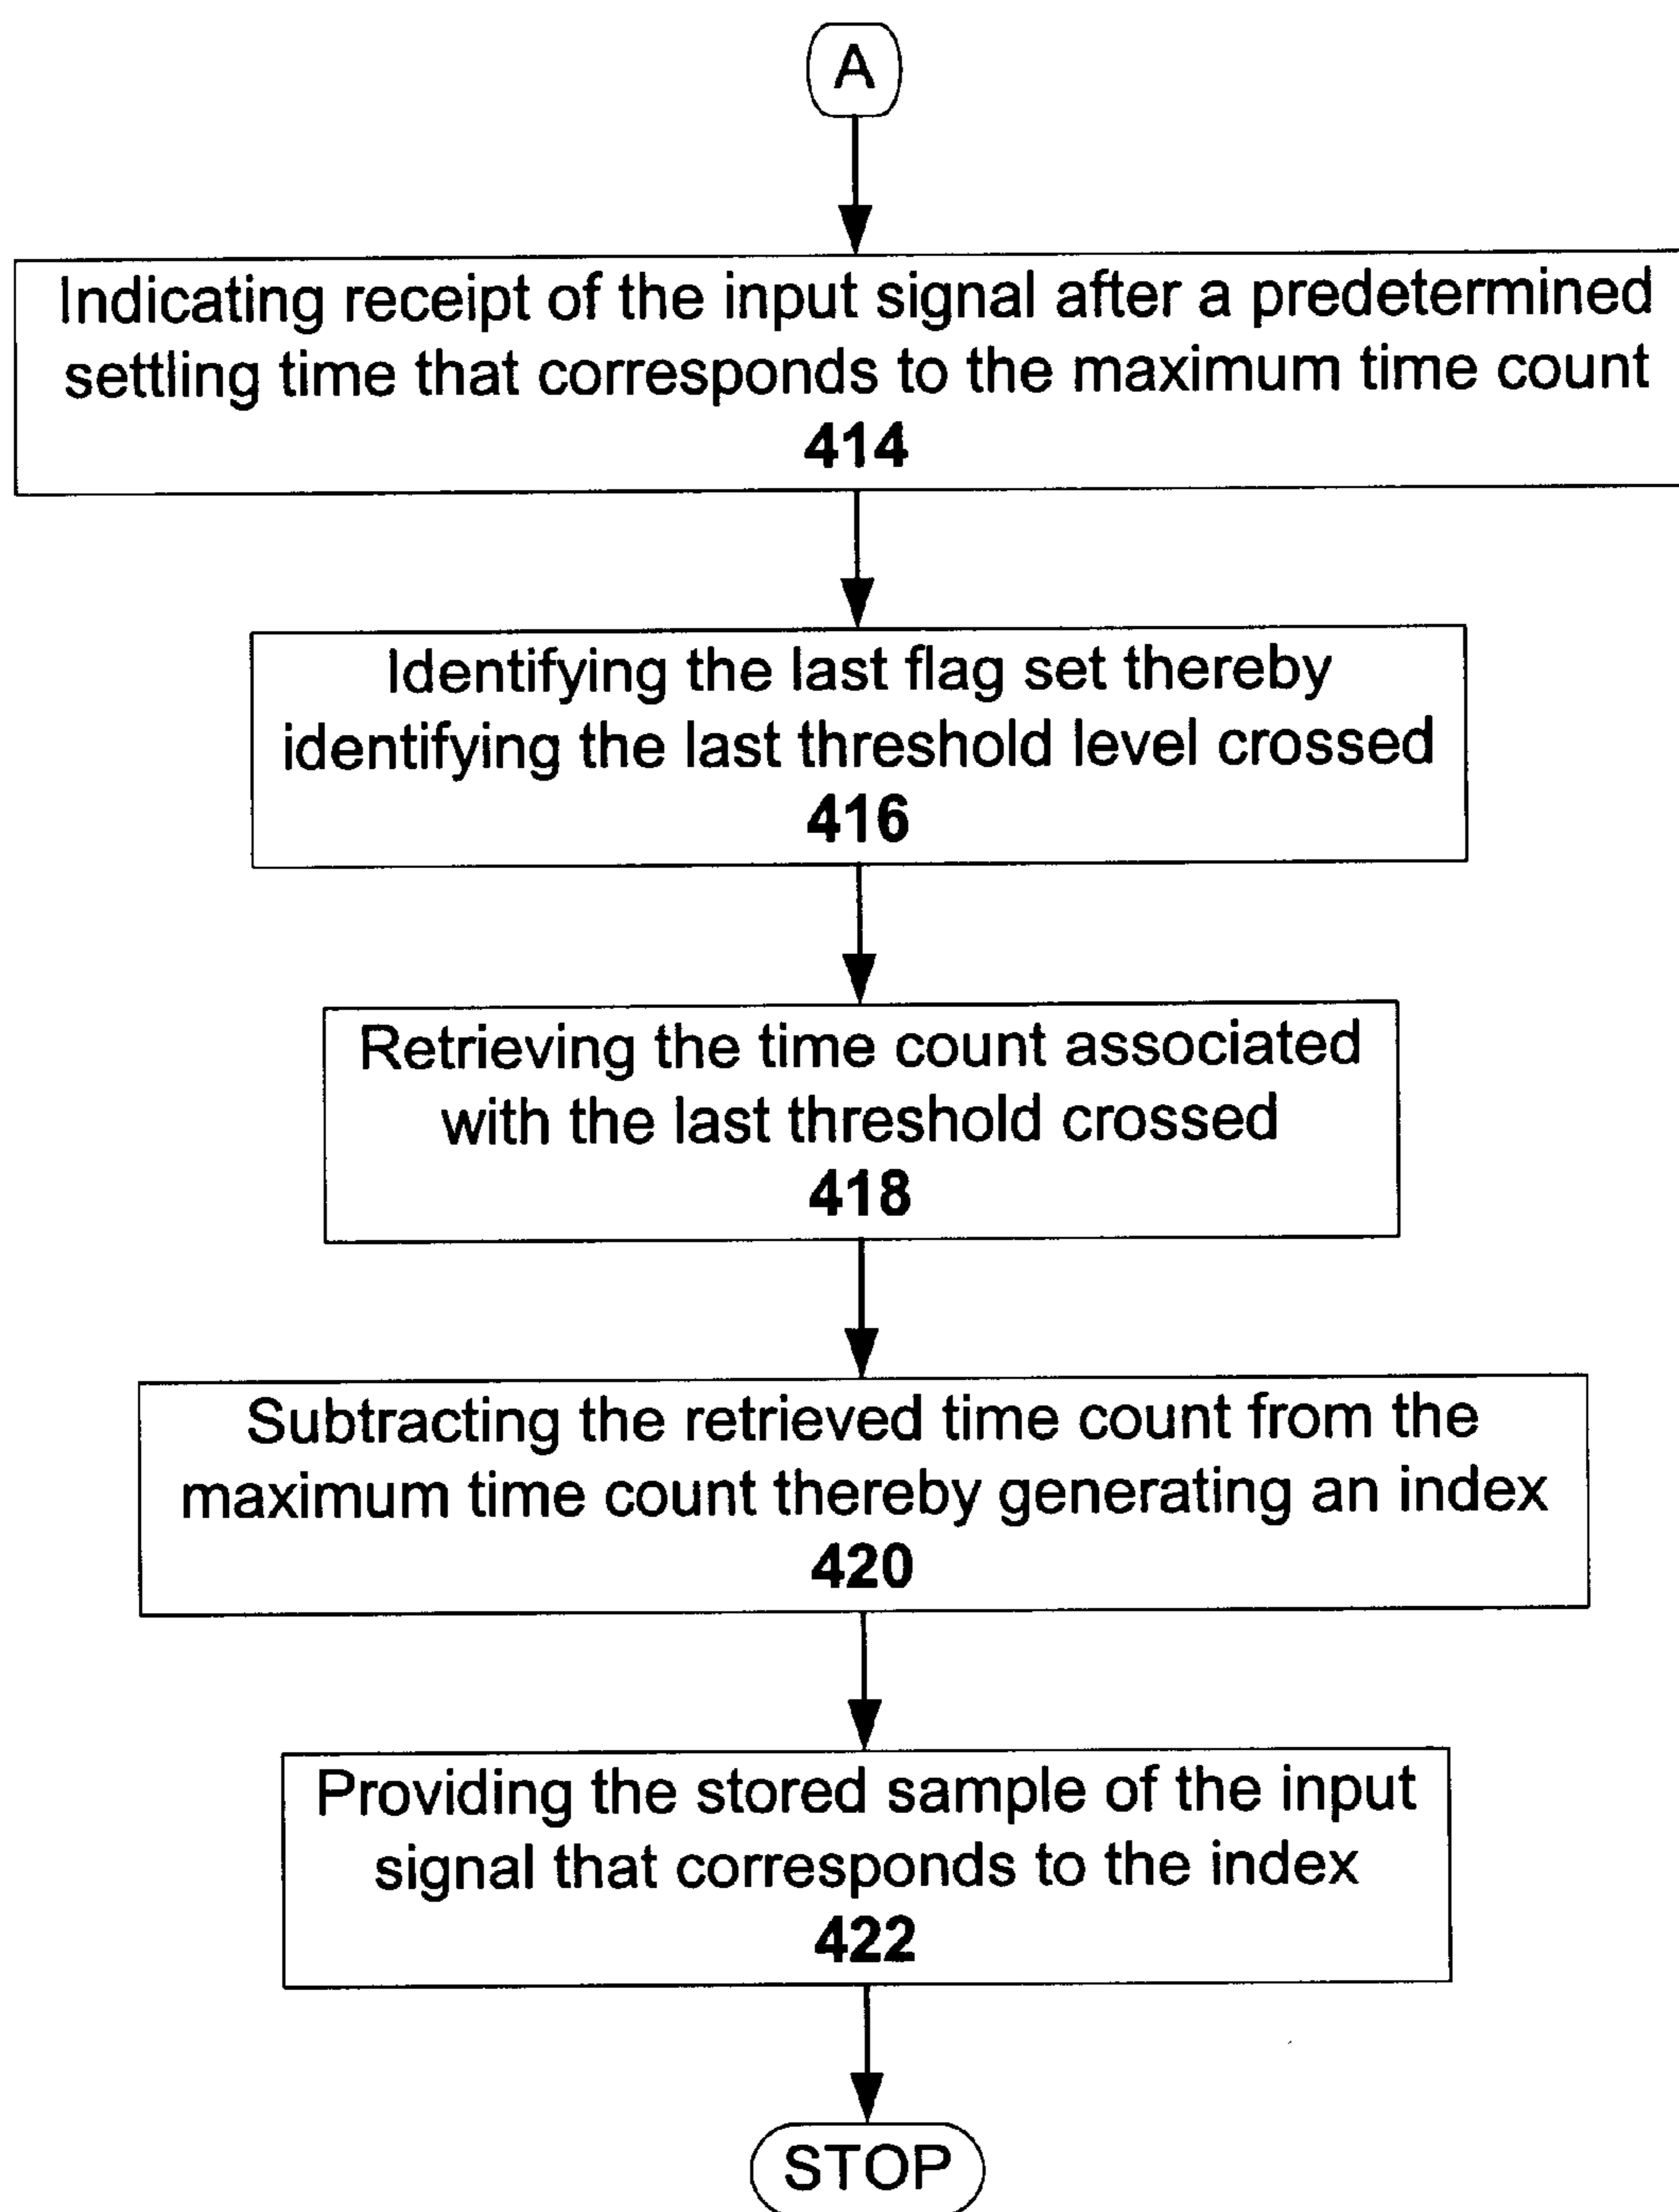 A
Indicating receipt of the input signal after a predetermined
settling time that corresponds to the maximum time count
414
Identifying the last flag set thereby
identifying the last threshold level crossed
416
Retrieving the time count associated
with the last threshold crossed
418
Subtracting the retrieved time count from the
maximum time count thereby generating an index
420
Providing the stored sample of the input
signal that corresponds to the index
422
STOP